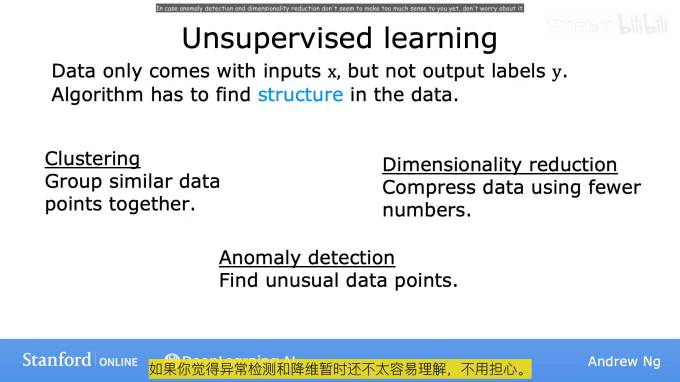 In case anomaly detection and dimensionality reduction don't seem to make too much sense to you yet, don't worry about it.
bilibili
Unsupervised learning
Data only comes with inputs x, but not output labels y.
Algorithm has to find structure in the data.
Clustering
Group similar data
points together.
Dimensionality reduction
Compress data using fewer
numbers.
Anomaly detection
Find unusual data points.
Stanford ONLINE
DeepLearning.AI
Andrew Ng
如果你觉得异常检测和降维暂时还不太容易理解，不用担心。